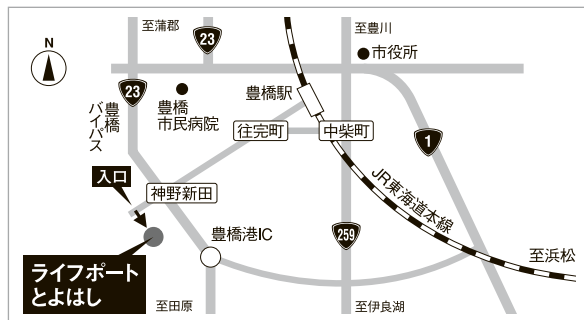 至蒲郡
至豊川
N
23
市役所
23
豊橋
バイパス
豊橋
市民病院
豊橋駅
往完町
中柴町
1
入口
神野新田
JR東海道本線
豊橋港IC
259
至浜松
ライフポート
とよはし
至田原
至伊良湖